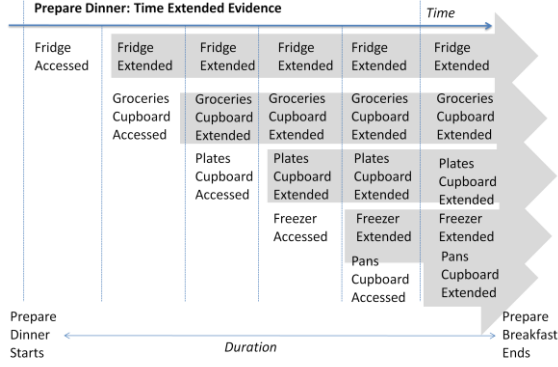 Prepare Dinner: Time Extended Evidence
Time
Fridge Fridge Fridge Fridge Fridge Fridge
Accessed Extended Extended Extended Extended Extended
Groceries Groceries Groceries Groceries Groceries
Cupboard Cupboard Cupboard Cupboard Cupboard
Accessed Extended Extended Extended Extended
Plates Plates Plates Plates
Cupboard Cupboard Cupboard Cupboard
Accessed Extended Extended Extended
Freezer Freezer Freezer
Accessed Extended Extended
Pans Pans
Cupboard Cupboard
Accessed Extended
Prepare
Dinner
Starts
Duration
Prepare
Breakfast
Ends